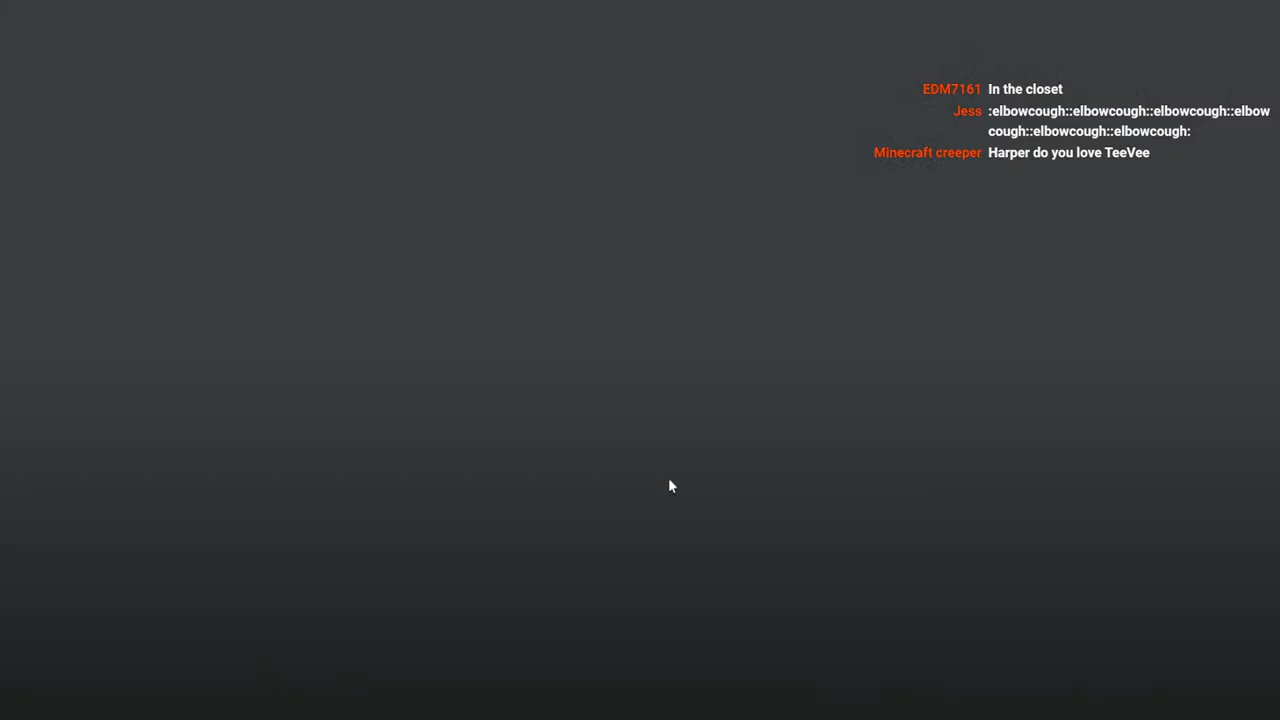 EDM7161 In the closet
Jess :elbowcough::elbowcough::elbowcough::elbow
cough::elbowcough::elbowcough:
Minecraft creeper Harper do you love TeeVee